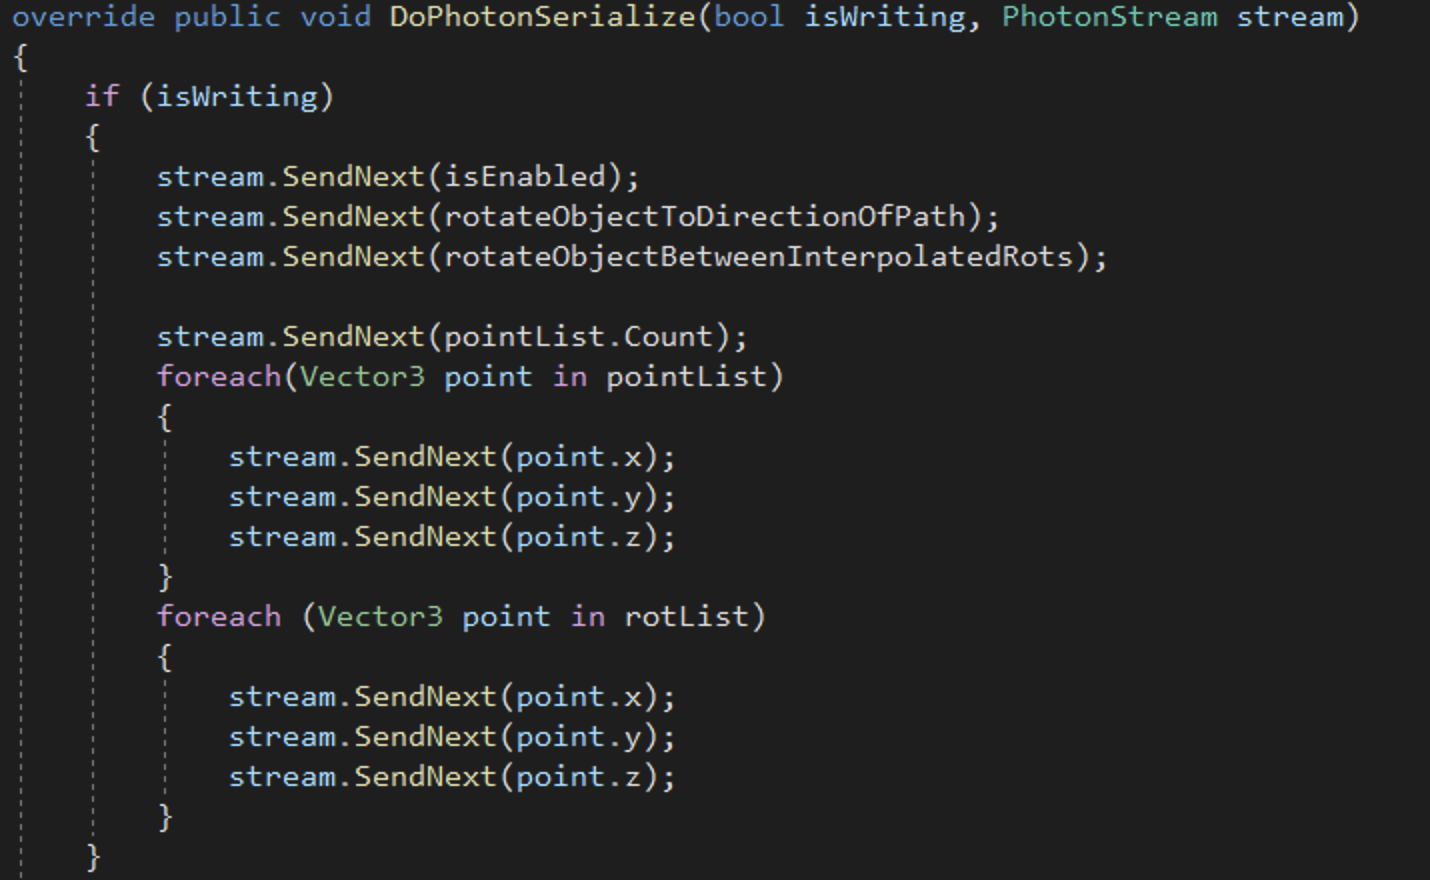 override public void DoPhotonSerialize(bool isWriting, PhotonStream stream)
{
if (isWriting)
{
stream.SendNext(isEnabled);
stream.SendNext(rotateObjectToDirectionOfPath);
stream.SendNext(rotateObjectBetweenInterpolatedRots);
stream.SendNext(pointList.Count);
foreach(Vector3 point in pointList)
{
stream.SendNext(point.x);
stream.SendNext(point.y);
stream.SendNext(point.z);
}
foreach (Vector3 point in rotList)
{
stream.SendNext(point.x);
stream.SendNext(point.y);
stream.SendNext(point.z);
}
}